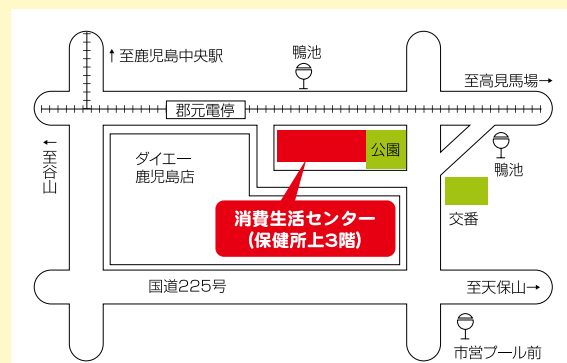 ↑至鹿児島中央駅
鴨池
至高見馬場→
郡元電停
←至谷山
ダイエー
鹿児島店
公園
鴨池
消費生活センター
(保健所上3階)
交番
国道225号
至天保山→
市営プール前